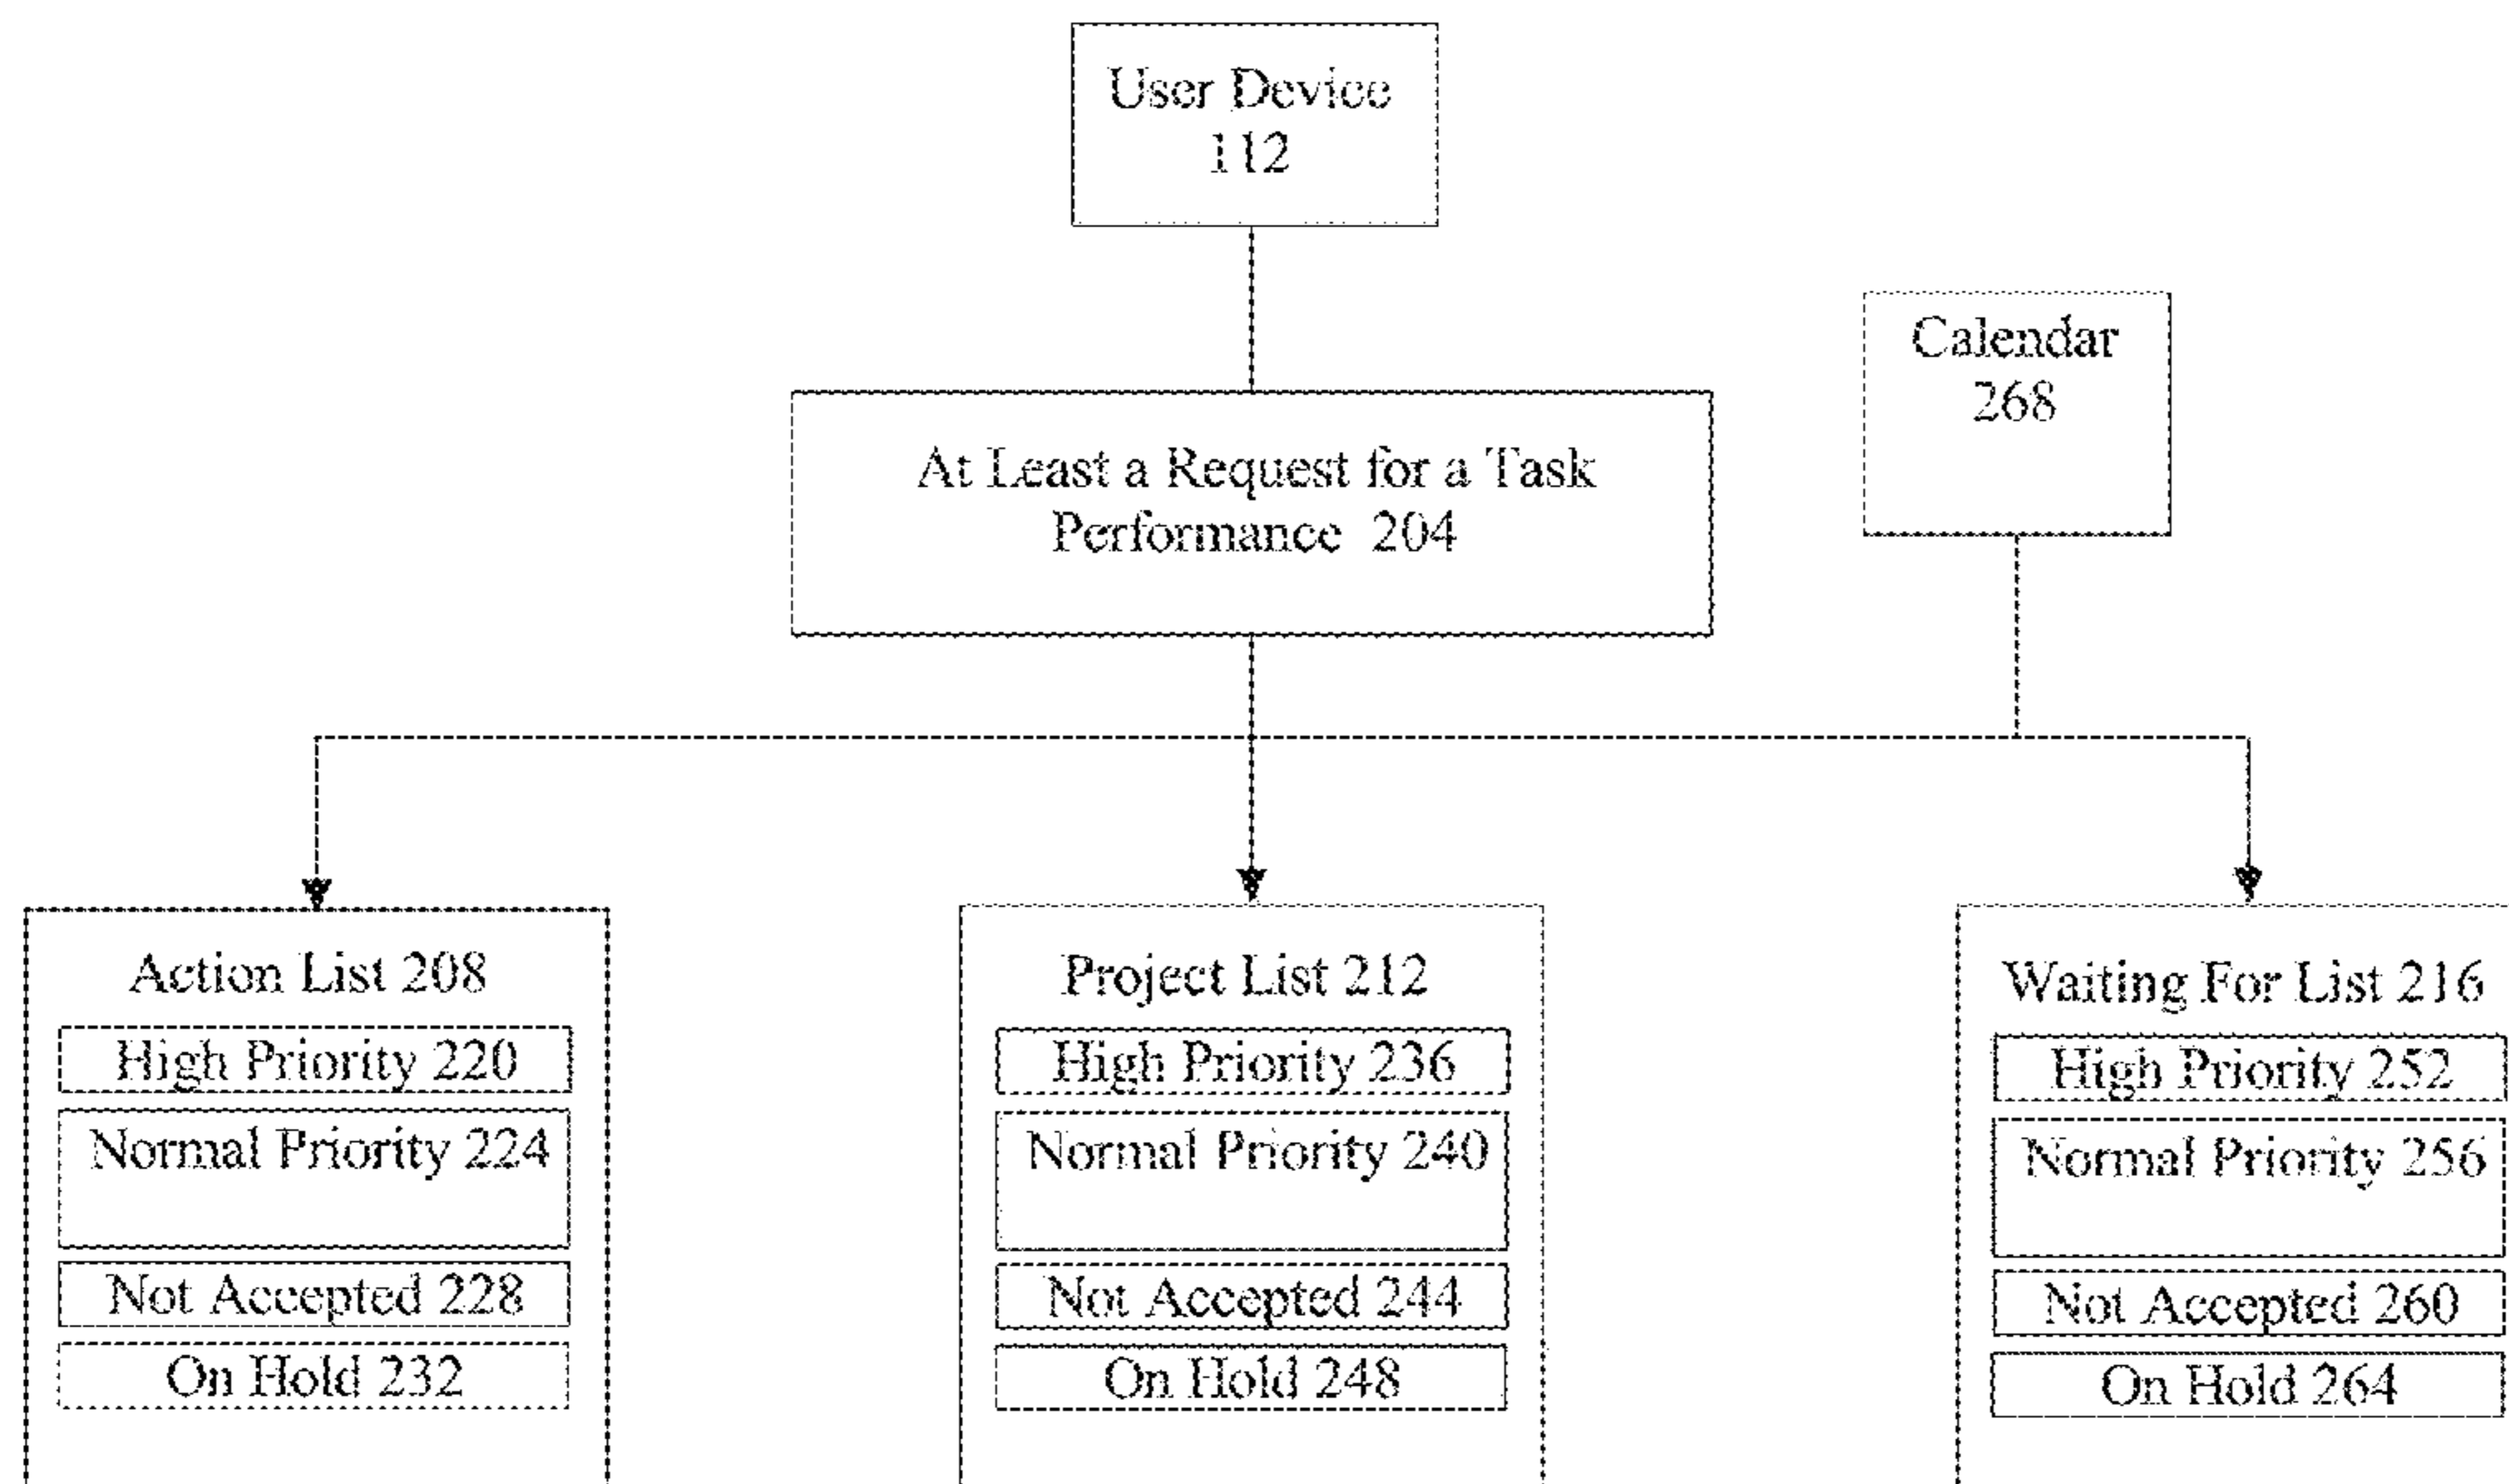 User Device
112
Calendar
268
At Least a Request for a Task
Performance 204
Action List 208
High Priority 220
Normal Priority 224
Not Accepted 228
On Hold 232
Project List 212
High Priority 236
Normal Priority 240
Not Accepted 244
On Hold 248
Waiting For List 216
High Priority 252
Normal Priority 256
Not Accepted 260
On Hold 264